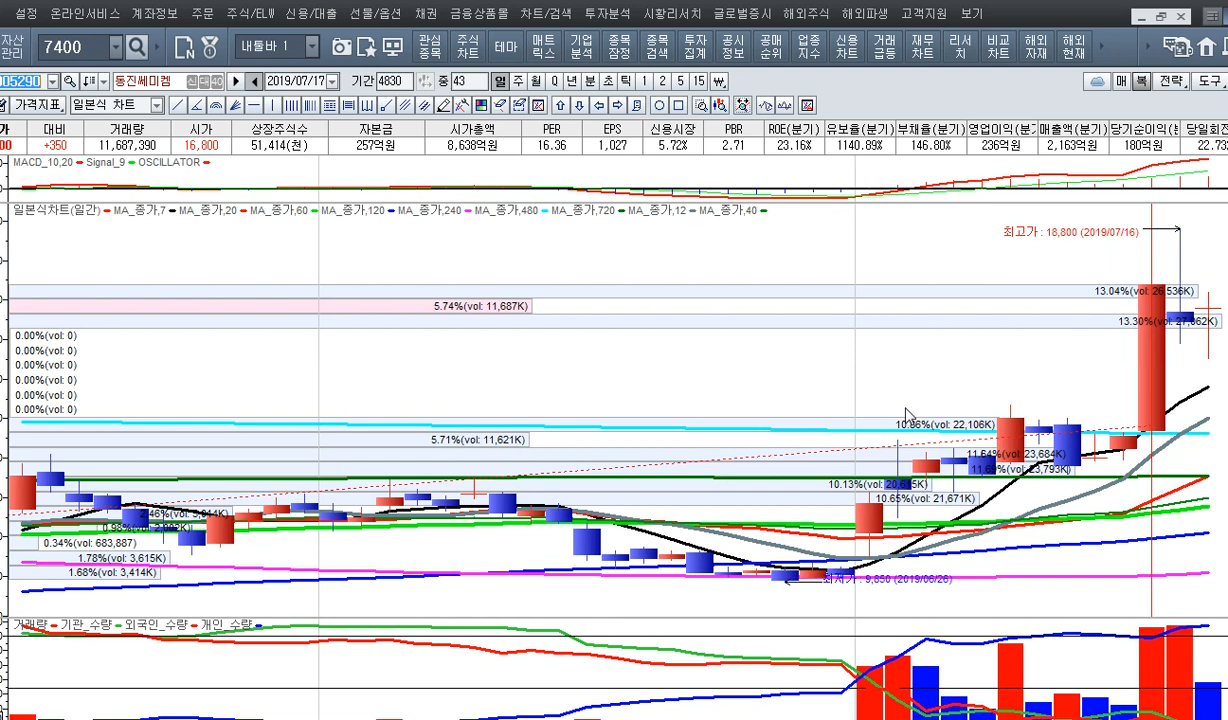 설정 온라인서비스 계좌정보 주문 주식/ELW 신용/대출 선물/옵션 채권 금융상품몰 차트/검색 투자분석 시황리서치 글로벌증시 해외주식 해외파생 고객지원 보기
자산관리 7400 내툴바 1 관심종목 주식차트 테마 매트릭스 기업분석 종목장점 종목검색 투자집계 공시정보 공매순위 업종지수 신용차트 거래급등 재무차트 리서치 비교차트 해외자재 해외현재
005290 동진쎄미켐 신대40 2019/07/17 기간 4830 중 43 일 주 월 Q 년 분 초 틱 1 2 5 15 매 복 전략 도구
가격지표 일본식 차트
대비 거래량 시가 상장주식수 자본금 시가총액 PER EPS 신용시장 PBR ROE(분기) 유보율(분기) 부채율(분기) 영업이익(분 매출액(분기) 당기순이익(분 당일회전
+350 11,687,390 16,800 51,414(천) 257억원 8,638억원 16.36 1,027 5.72% 2.71 23.16% 1140.89% 146.80% 236억원 2,163억원 180억원 22.73
MACD_10,20 Signal_9 OSCILLATOR
일본식차트(일간) MA_종가,7 MA_종가,20 MA_종가,60 MA_종가,120 MA_종가,240 MA_종가,480 MA_종가,720 MA_종가,12 MA_종가,40
최고가 : 18,800 (2019/07/16)
13.04%(vol: 26,536K)
5.74%(vol: 11,687K)
13.30%(vol: 27,062K)
0.00%(vol: 0)
0.00%(vol: 0)
0.00%(vol: 0)
0.00%(vol: 0)
0.00%(vol: 0)
0.00%(vol: 0)
10.86%(vol: 22,106K)
5.71%(vol: 11,621K)
11.64%(vol: 23,684K)
11.69%(vol: 23,793K)
10.13%(vol: 20,615K)
10.65%(vol: 21,671K)
0.34%(vol: 683,887)
1.78%(vol: 3,615K)
1.68%(vol: 3,414K)
최저가 : 9,850 (2019/06/26)
거래량 기관_수량 외국인_수량 개인_수량